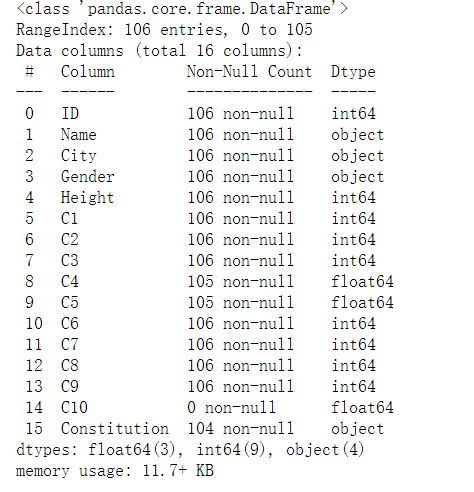 <class 'pandas.core.frame.DataFrame'>
RangeIndex: 106 entries, 0 to 105
Data columns (total 16 columns):
 #   Column        Non-Null Count  Dtype
---  ------        --------------  -----
 0   ID            106 non-null    int64
 1   Name          106 non-null    object
 2   City          106 non-null    object
 3   Gender        106 non-null    object
 4   Height        106 non-null    int64
 5   C1            106 non-null    int64
 6   C2            106 non-null    int64
 7   C3            106 non-null    int64
 8   C4            105 non-null    float64
 9   C5            105 non-null    float64
 10  C6            106 non-null    int64
 11  C7            106 non-null    int64
 12  C8            106 non-null    int64
 13  C9            106 non-null    int64
 14  C10           0 non-null      float64
 15  Constitution  104 non-null    object
dtypes: float64(3), int64(9), object(4)
memory usage: 11.7+ KB